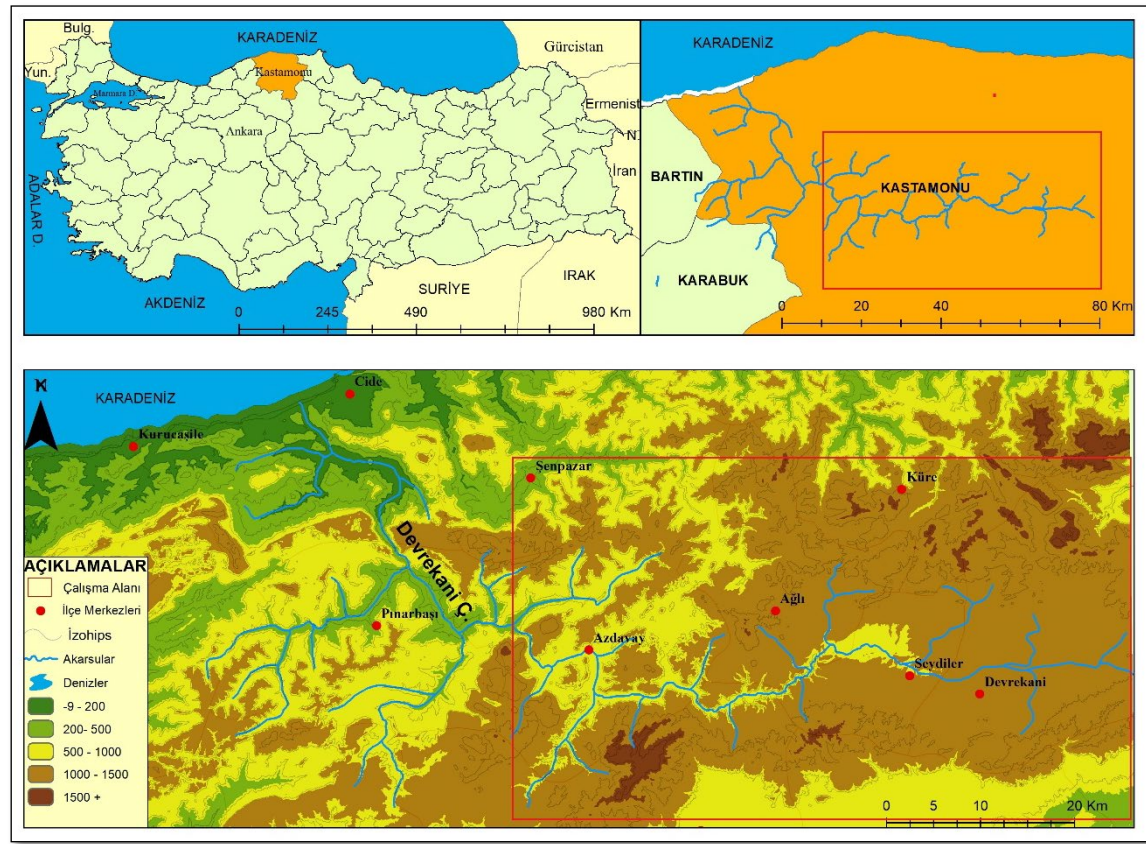 Bulg.
KARADENİZ
Gürcistan
Yun.
Kastamonu
Marmara D.
Ermenist
Ankara
N.
İran
ADALAR D.
AKDENİZ
SURİYE
IRAK
0 245 490 980 Km
KARADENİZ
BARTIN
KASTAMONU
KARABUK
0 20 40 80 Km
K
KARADENİZ
Cide
Kurucaşile
Şenpazar
Küre
Devrekani Ç.
Pınarbaşı
Ağlı
Azdavay
Seydiler
Devrekani
AÇIKLAMALAR
Çalışma Alanı
İlçe Merkezleri
İzohips
Akarsular
Denizler
-9 - 200
200- 500
500 - 1000
1000 - 1500
1500 +
0 5 10 20 Km